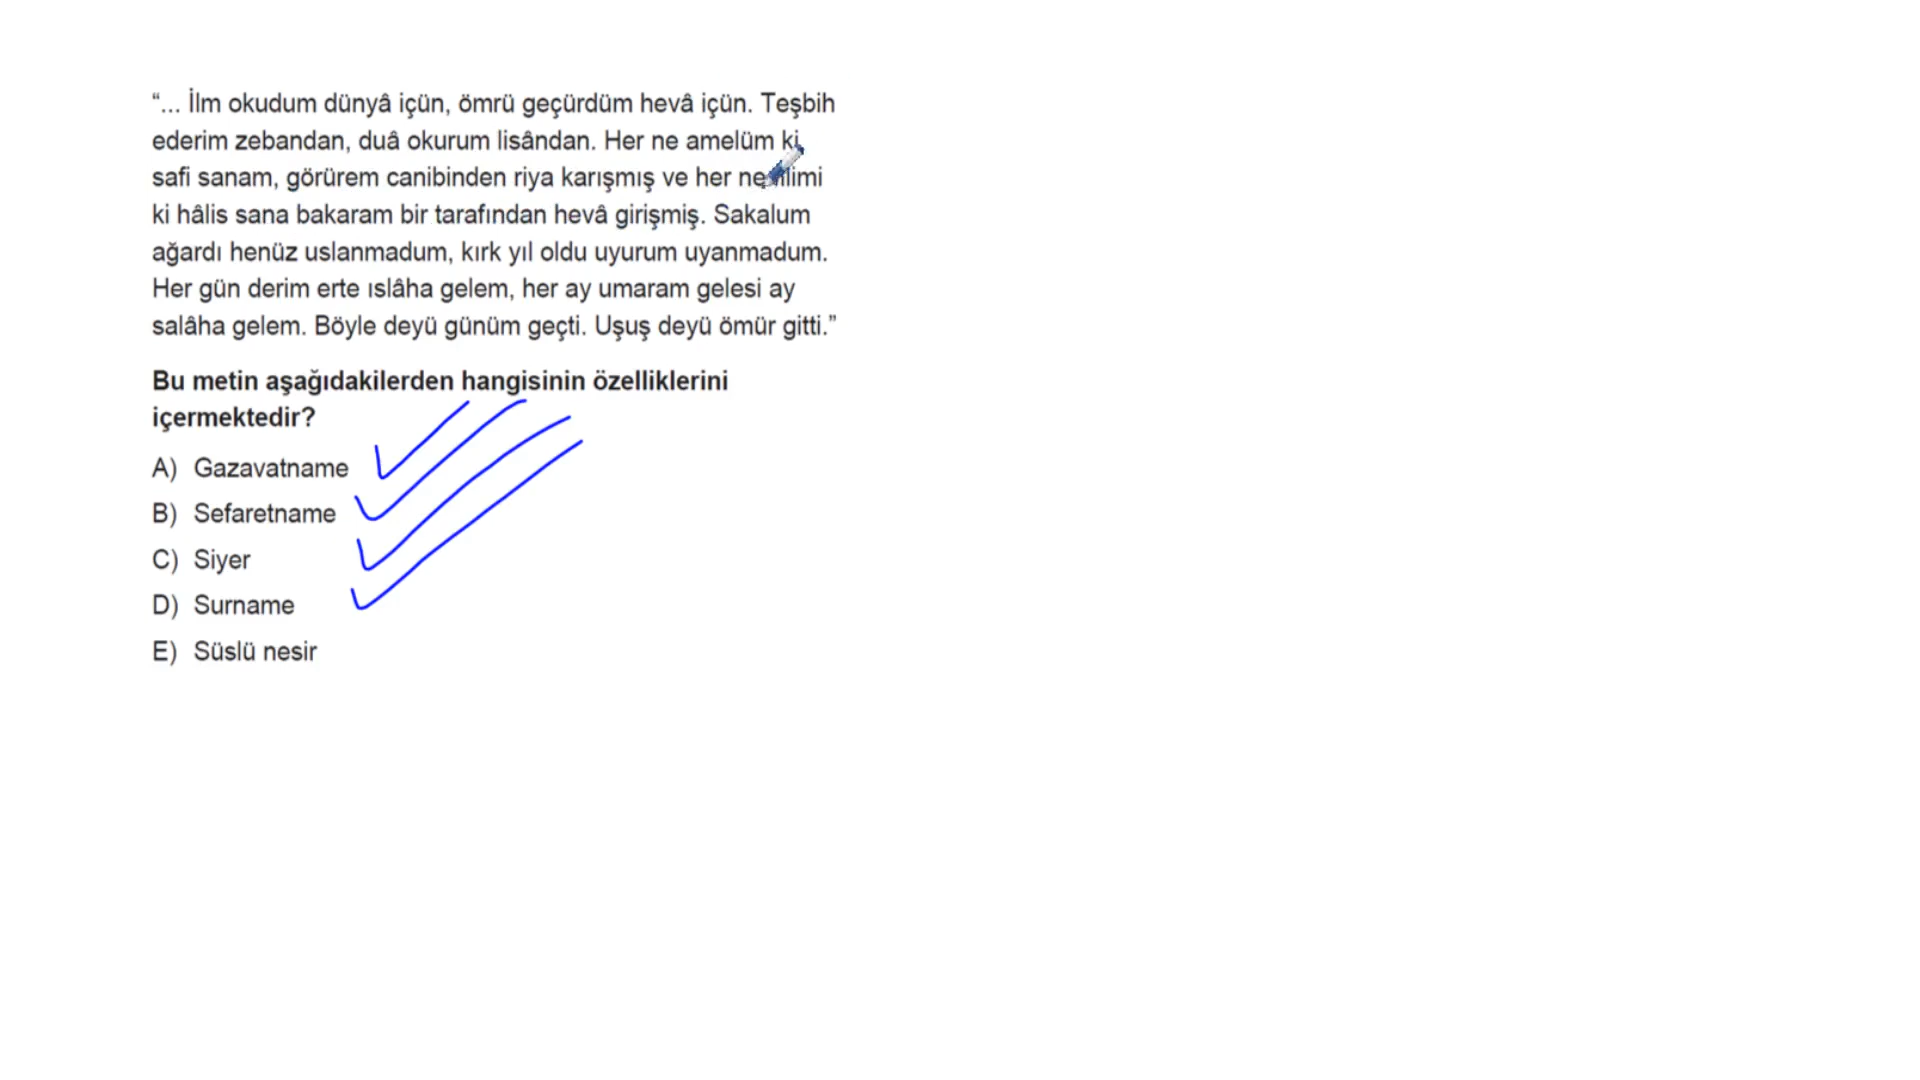 “... İlm okudum dünyâ içün, ömrü geçürdüm hevâ içün. Teşbih
ederim zebandan, duâ okurum lisândan. Her ne amelüm ki
safi sanam, görürem canibinden riya karışmış ve her ne
ki hâlis sana bakaram bir tarafından hevâ girişmiş. Sakalum
ağardı henüz uslanmadum, kırk yıl oldu uyurum uyanmadum.
Her gün derim erte ıslâha gelem, her ay umaram gelesi ay
salâha gelem. Böyle deyü günüm geçti. Uşuş deyü ömür gitti.”
Bu metin aşağıdakilerden hangisinin özelliklerini
içermektedir?
A) Gazavatname
B) Sefaretname
C) Siyer
D) Surname
E) Süslü nesir